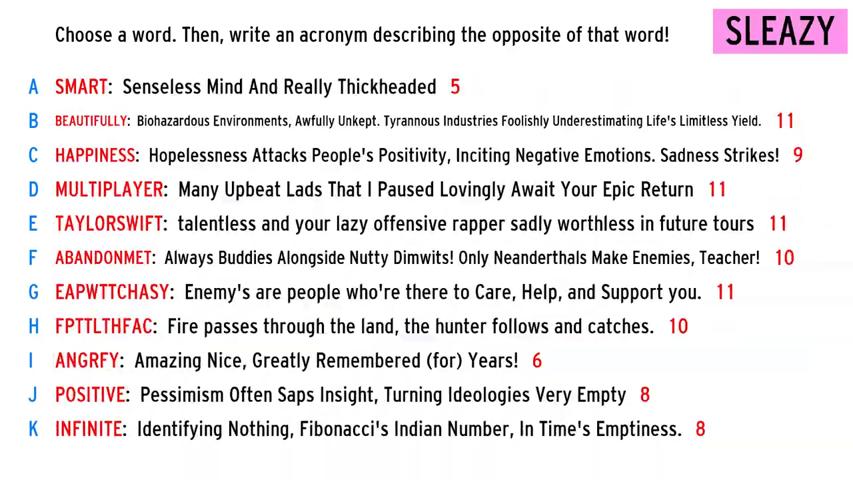 Choose a word. Then, write an acronym describing the opposite of that word!
SLEAZY
A SMART: Senseless Mind And Really Thickheaded 5
B BEAUTIFULLY: Biohazardous Environments, Awfully Unkept. Tyrannous Industries Foolishly Underestimating Life's Limitless Yield. 11
C HAPPINESS: Hopelessness Attacks People's Positivity, Inciting Negative Emotions. Sadness Strikes! 9
D MULTIPLAYER: Many Upbeat Lads That I Paused Lovingly Await Your Epic Return 11
E TAYLORSWIFT: talentless and your lazy offensive rapper sadly worthless in future tours 11
F ABANDONMET: Always Buddies Alongside Nutty Dimwits! Only Neanderthals Make Enemies, Teacher! 10
G EAPWTTCHASY: Enemy's are people who're there to Care, Help, and Support you. 11
H FPTTLTHFAC: Fire passes through the land, the hunter follows and catches. 10
I ANGRFY: Amazing Nice, Greatly Remembered (for) Years! 6
J POSITIVE: Pessimism Often Saps Insight, Turning Ideologies Very Empty 8
K INFINITE: Identifying Nothing, Fibonacci's Indian Number, In Time's Emptiness. 8